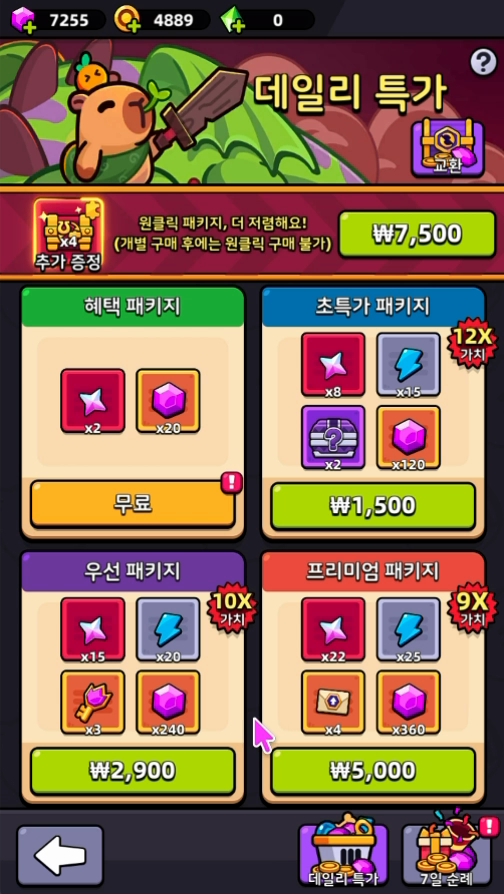 7255
4889
0
?
데일리 특가
교환
x4
추가 증정
원클릭 패키지, 더 저렴해요!
(개별 구매 후에는 원클릭 구매 불가)
₩7,500
혜택 패키지
x2
x20
!
무료
초특가 패키지
12X
가치
x8
x15
?
x2
x120
₩1,500
우선 패키지
10X
가치
x15
x20
x3
x240
₩2,900
프리미엄 패키지
9X
가치
x22
x25
x4
x360
₩5,000
데일리 특가
!
7일 순례